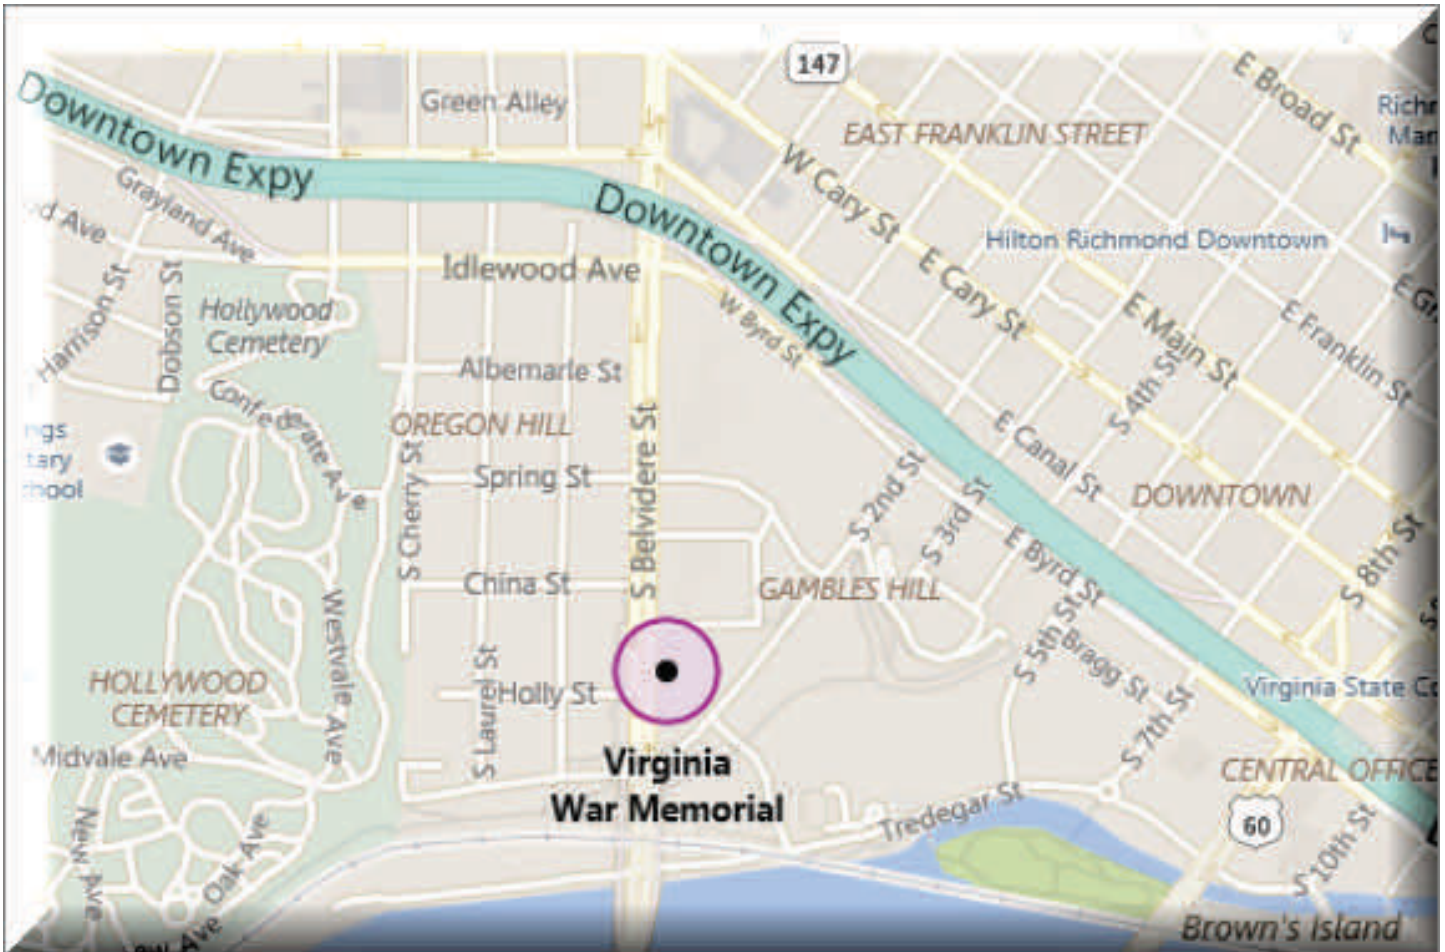 147
E Broad St
Green Alley
EAST FRANKLIN STREET
Downtown Expy
W Cary St
Grayland Ave
Downtown Expy
d Ave
Hilton Richmond Downtown
E Cary St
Idlewood Ave
Harrison St
Dobson St
Hollywood
Cemetery
W Byrd St
E Main St
E Franklin St
Albemarle St
S 4th St
Confederate Ave
OREGON HILL
E Canal St
S Cherry St
Spring St
S Belvidere St
S 2nd St
S 3rd St
DOWNTOWN
China St
GAMBLES HILL
E Byrd St
S 8th St
Westvale Ave
S 5th St
Bragg St
HOLLYWOOD
CEMETERY
S Laurel St
Holly St
S 7th St
Virginia State
Midvale Ave
Virginia
War Memorial
CENTRAL OFFICE
Tredegar St
60
S 10th St
New Ave
Oak Ave
Ave
Brown's Island